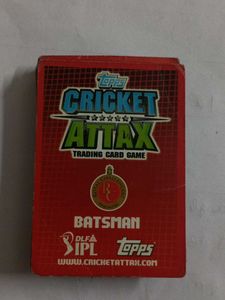 Topps
CRICKET
ATTAX
TRADING CARD GAME
BATSMAN
DLF
IPL
Topps
WWW.CRICKETATTAX.COM